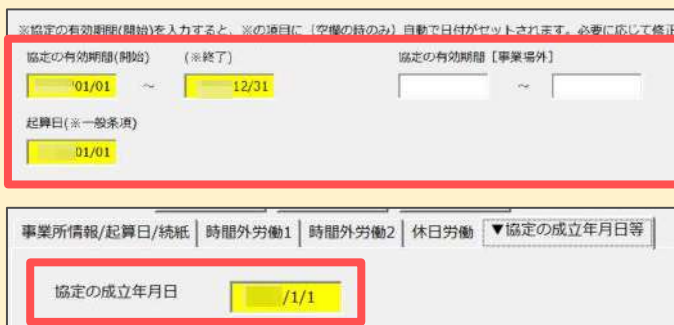 ※協定の有効期間(開始)を入力すると、※の項目に（空欄の時のみ）自動で日付がセットされます。必要に応じて修正
協定の有効期間(開始) (※終了) 協定の有効期間［事業場外］
01/01 ～ 12/31 ～
起算日(※一般条項)
01/01
事業所情報/起算日/続紙 時間外労働1 時間外労働2 休日労働 ▼協定の成立年月日等
協定の成立年月日 /1/1